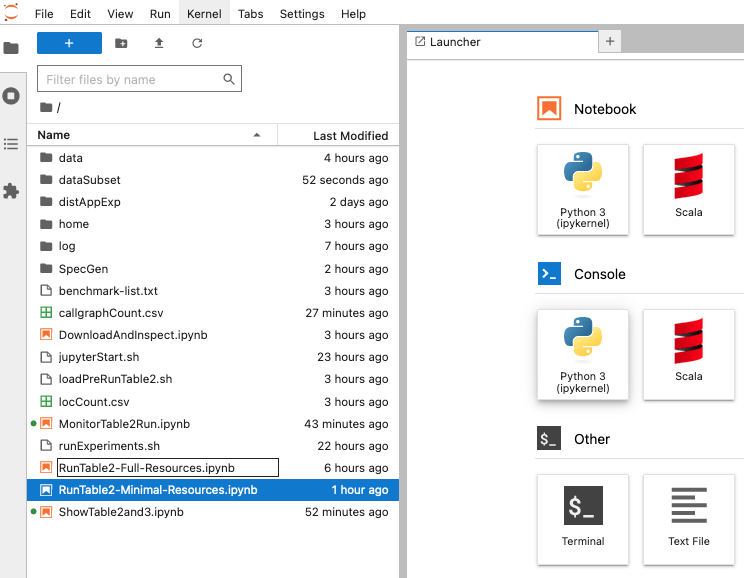 File Edit View Run Kernel Tabs Settings Help
+
Filter files by name
/
Name Last Modified
data 4 hours ago
dataSubset 52 seconds ago
distAppExp 2 days ago
home 3 hours ago
log 7 hours ago
SpecGen 2 hours ago
benchmark-list.txt 3 hours ago
callgraphCount.csv 27 minutes ago
DownloadAndInspect.ipynb 3 hours ago
jupyterStart.sh 23 hours ago
loadPreRunTable2.sh 3 hours ago
locCount.csv 2 hours ago
MonitorTable2Run.ipynb 43 minutes ago
runExperiments.sh 22 hours ago
RunTable2-Full-Resources.ipynb 6 hours ago
RunTable2-Minimal-Resources.ipynb 1 hour ago
ShowTable2and3.ipynb 52 minutes ago
Launcher +
Notebook
Python 3
(ipykernel)
Scala
>_ Console
Python 3
(ipykernel)
Scala
$_ Other
$_
Terminal
Text File